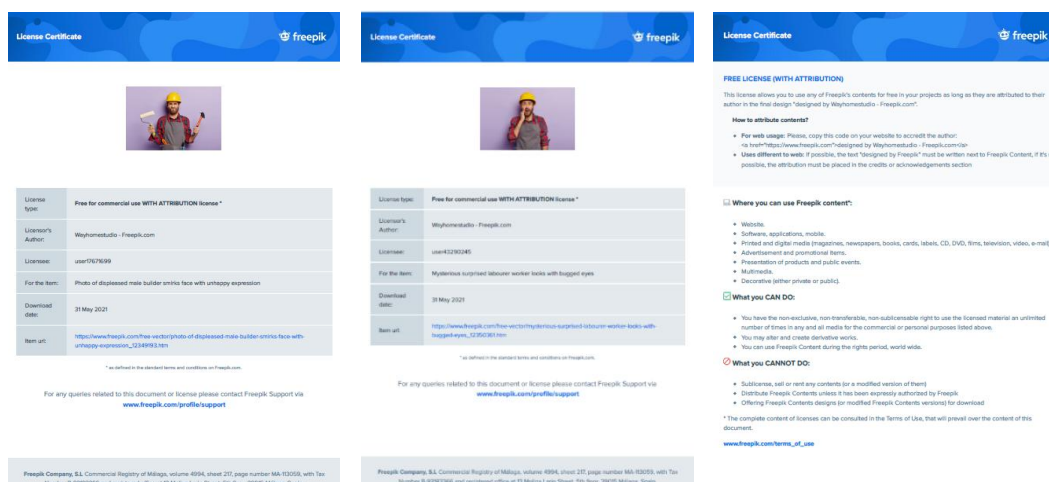 License Certificate
freepik
License type:
Free for commercial use WITH ATTRIBUTION license *
Licensor's Author:
Wayhomestudio - Freepik.com
Licensee:
user17671699
For the item:
Photo of displeased male builder smirks face with unhappy expression
Download date:
31 May 2021
Item url:
https://www.freepik.com/free-vector/photo-of-displeased-male-builder-smirks-face-with-
unhappy-expression_12349193.htm
* as defined in the standard terms and conditions on Freepik.com.
For any queries related to this document or license please contact Freepik Support via
www.freepik.com/profile/support
Freepik Company, S.L Commercial Registry of Málaga, volume 4994, sheet 217, page number MA-113059, with Tax
License Certificate
freepik
License type:
Free for commercial use WITH ATTRIBUTION license *
Licensor's Author:
Wayhomestudio - Freepik.com
Licensee:
user43290245
For the item:
Mysterious surprised labourer worker looks with bugged eyes
Download date:
31 May 2021
Item url:
https://www.freepik.com/free-vector/mysterious-surprised-labourer-worker-looks-with-
* as defined in the standard terms and conditions on Freepik.com.
For any queries related to this document or license please contact Freepik Support via
www.freepik.com/profile/support
Freepik Company, S.L Commercial Registry of Málaga, volume 4994, sheet 217, page number MA-113059, with Tax
License Certificate
freepik
FREE LICENSE (WITH ATTRIBUTION)
This license allows you to use any of Freepik's contents for free in your projects as long as they are attributed to their
author in the final design "designed by Wayhomestudio - Freepik.com".
How to attribute contents?
For web usage: Please, copy this code on your website to accredit the author:
<a href="https://www.freepik.com">designed by Wayhomestudio - Freepik.com</a>
Uses different to web: If possible, the text "designed by Freepik" must be written next to Freepik Content, if it's
possible, the attribution must be placed in the credits or acknowledgements section
Where you can use Freepik content*:
Website.
Software, applications, mobile.
Printed and digital media (magazines, newspapers, books, cards, labels, CD, DVD, films, television, video, e-mail)
Advertisement and promotional items.
Presentation of products and public events.
Multimedia.
Decorative (either private or public).
What you CAN DO:
You have the non-exclusive, non-transferable, non-sublicensable right to use the licensed material an unlimited
number of times in any and all media for the commercial or personal purposes listed above.
You may alter and create derivative works.
You can use Freepik Content during the rights period, world wide.
What you CANNOT DO:
Sublicense, sell or rent any contents (or a modified version of them)
Distribute Freepik Contents unless it has been expressly authorized by Freepik
Offering Freepik Contents designs (or modified Freepik Contents versions) for download
* The complete content of licenses can be consulted in the Terms of Use, that will prevail over the content of this
document.
www.freepik.com/terms_of_use